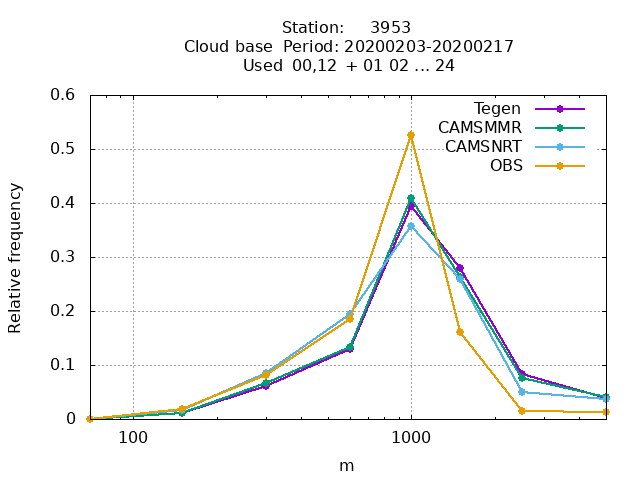 Station: 3953
Cloud base Period: 20200203-20200217
Used 00,12 + 01 02 ... 24
Relative frequency
0.6
0.5
0.4
0.3
0.2
0.1
0
Tegen
CAMSMMR
CAMSNRT
OBS
100
1000
m